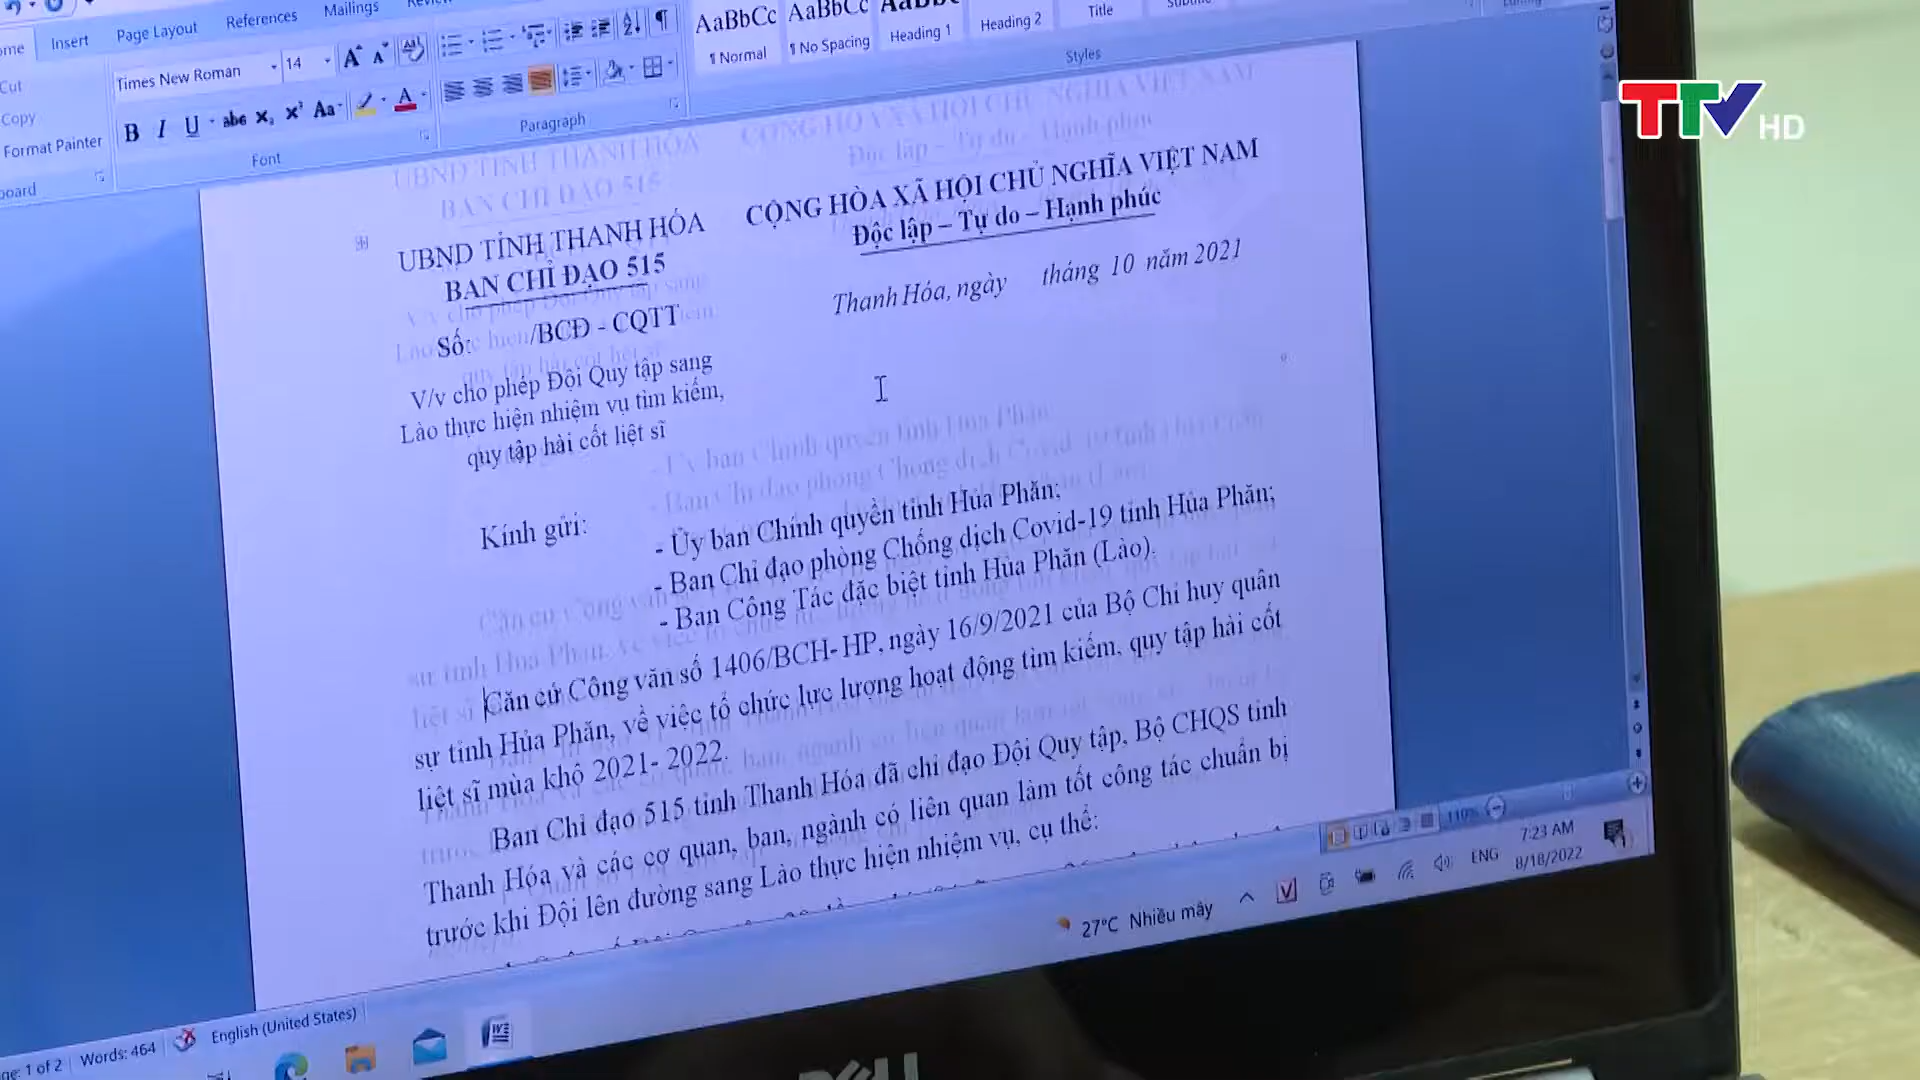 Insert Page Layout References Mailings
Cut
Copy
Format Painter
Times New Roman 14
B I U abc x₂ x² Aa A
Font
Paragraph
AaBbCc AaBbCc
¶ Normal ¶ No Spacing Heading 1 Heading 2 Title
Styles
TTV HD
UBND TỈNH THANH HÓA
BAN CHỈ ĐẠO 515
Số: /BCĐ - CQTT
V/v cho phép Đội Quy tập sang
Lào thực hiện nhiệm vụ tìm kiếm,
quy tập hài cốt liệt sĩ
CỘNG HÒA XÃ HỘI CHỦ NGHĨA VIỆT NAM
Độc lập – Tự do – Hạnh phúc
Thanh Hóa, ngày tháng 10 năm 2021
Kính gửi:
- Ủy ban Chính quyền tỉnh Hủa Phăn;
- Ban Chỉ đạo phòng Chống dịch Covid-19 tỉnh Hủa Phăn;
- Ban Công Tác đặc biệt tỉnh Hủa Phăn (Lào).
Căn cứ Công văn số 1406/BCH- HP, ngày 16/9/2021 của Bộ Chỉ huy quân
sự tỉnh Hủa Phăn, về việc tổ chức lực lượng hoạt động tìm kiếm, quy tập hài cốt
liệt sĩ mùa khô 2021- 2022.
Ban Chỉ đạo 515 tỉnh Thanh Hóa đã chỉ đạo Đội Quy tập, Bộ CHQS tỉnh
Thanh Hóa và các cơ quan, ban, ngành có liên quan làm tốt công tác chuẩn bị
trước khi Đội lên đường sang Lào thực hiện nhiệm vụ, cụ thể:
110%
1 of 2 Words: 464 English (United States)
27°C Nhiều mây
ENG
7:23 AM
8/18/2022
DELL